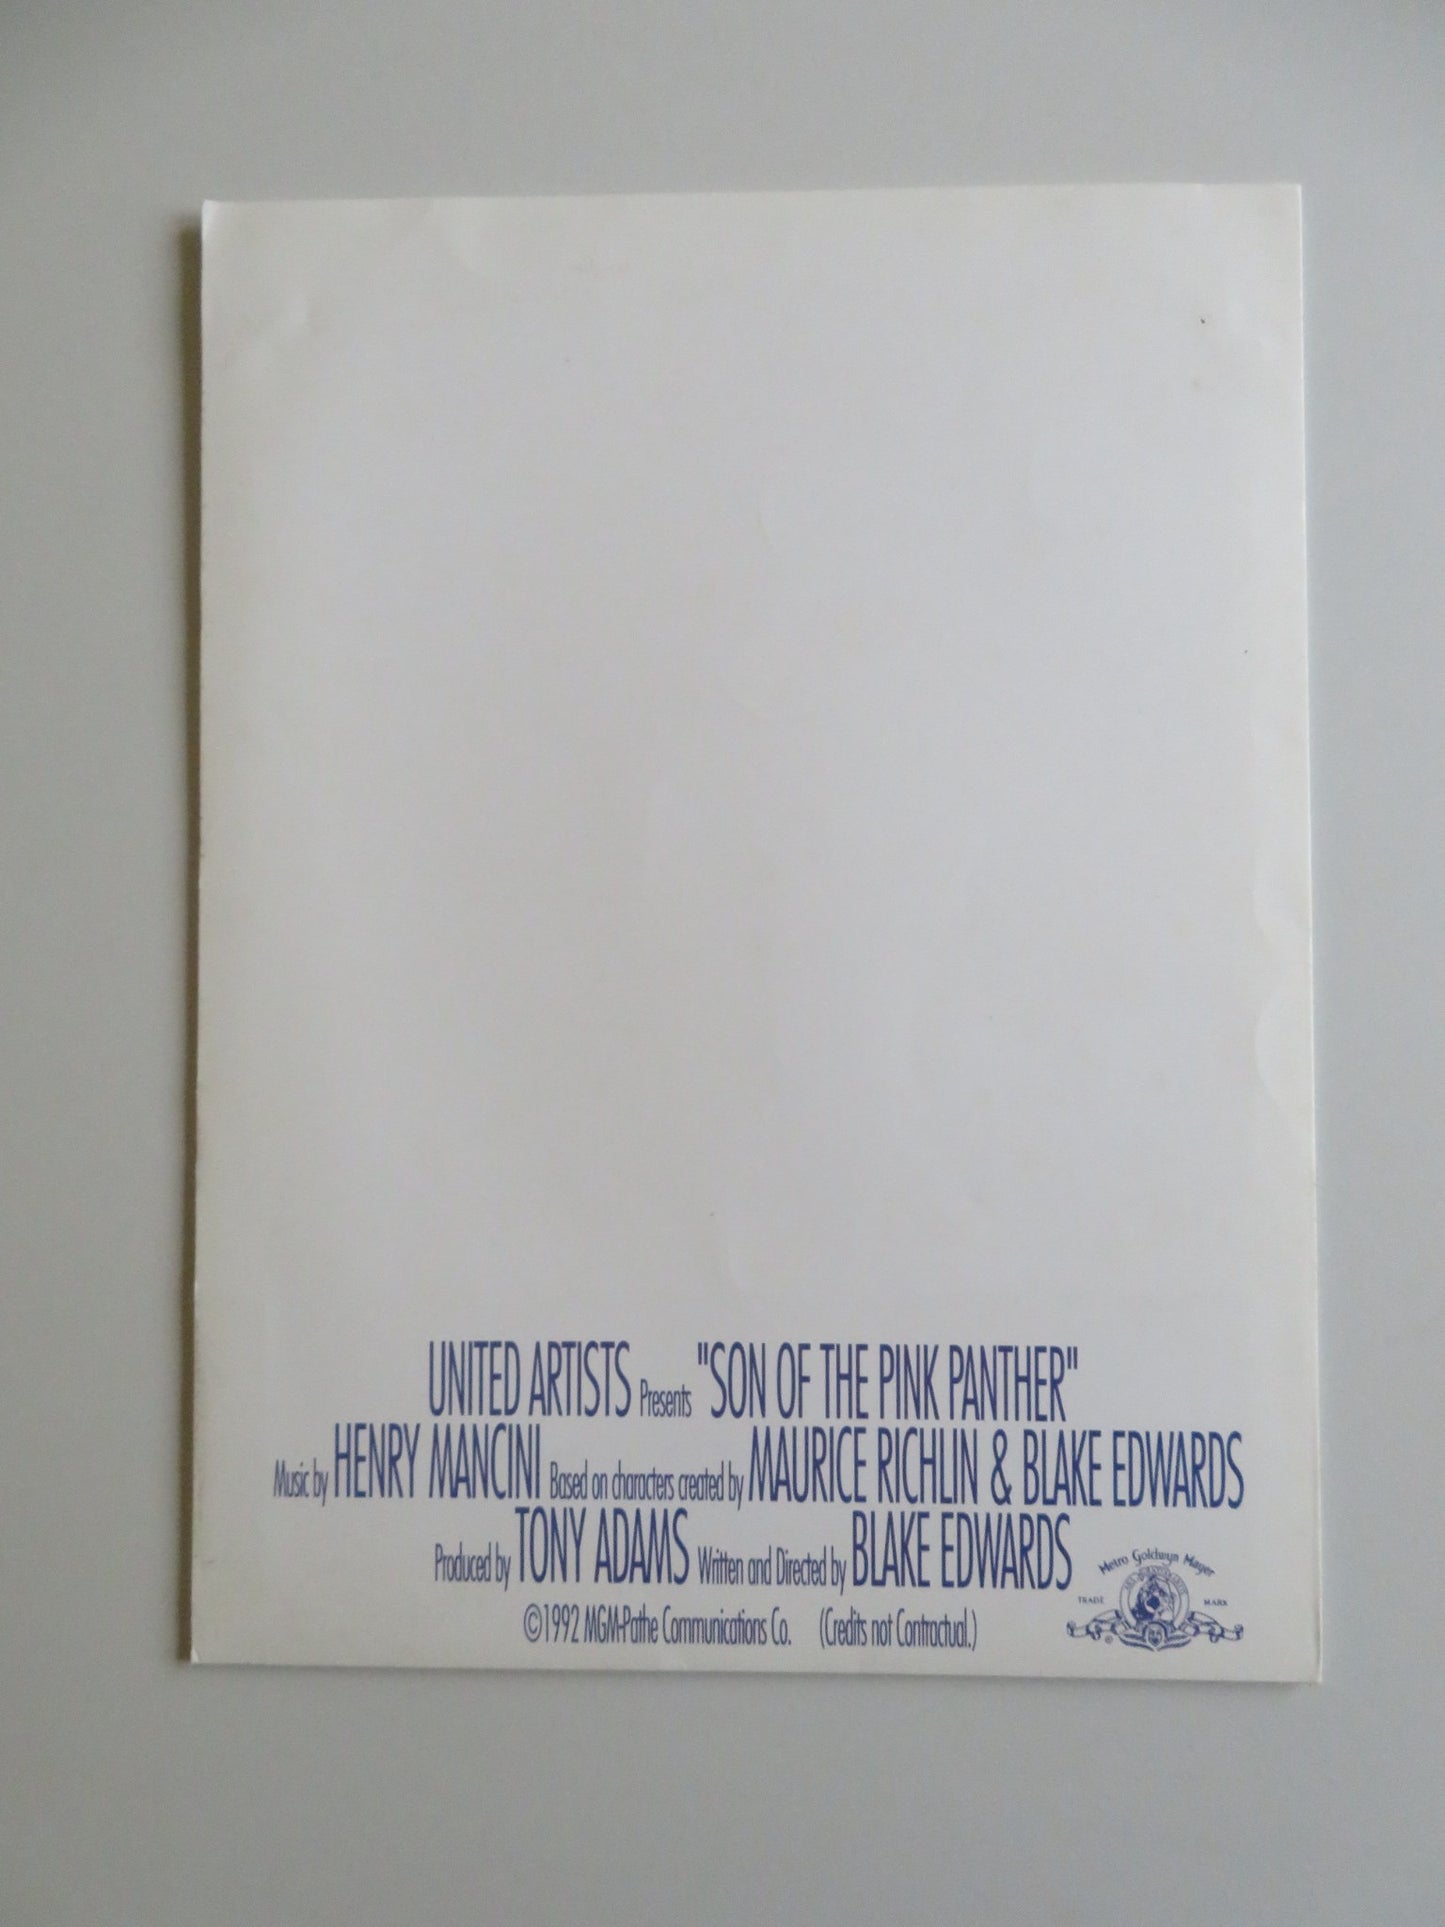 UNITED ARTISTS Presents "SON OF THE PINK PANTHER"
Music by HENRY MANCINI Based on characters created by MAURICE RICHLIN & BLAKE EDWARDS
Produced by TONY ADAMS Written and Directed by BLAKE EDWARDS
©1992 MGM-Pathe Communications Co. (Credits not Contractual.)
Metro Goldwyn Mayer
TRADE MARK
®